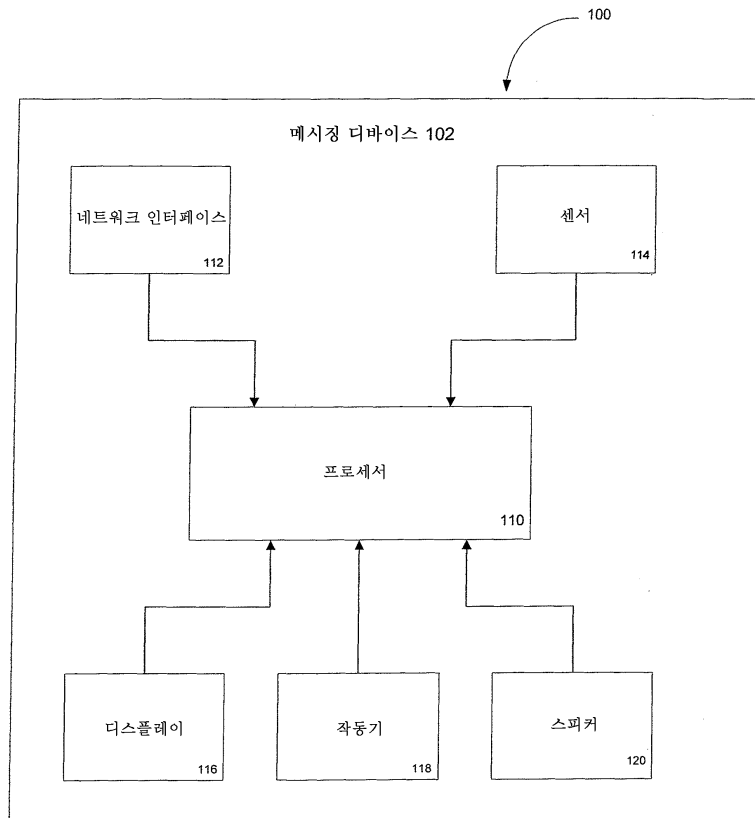 100
메시징 디바이스 102
네트워크 인터페이스
112
센서
114
프로세서
110
디스플레이
116
작동기
118
스피커
120